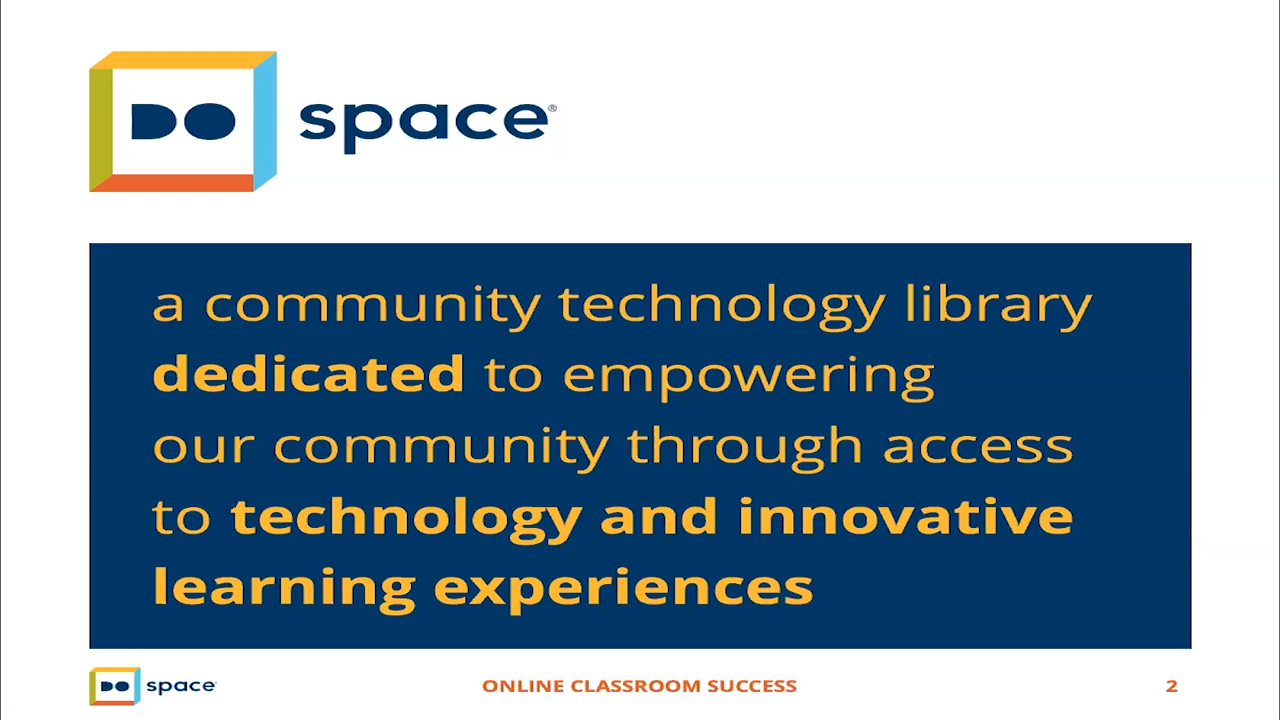 DO space®
a community technology library
dedicated to empowering
our community through access
to technology and innovative
learning experiences
DO space
ONLINE CLASSROOM SUCCESS
2